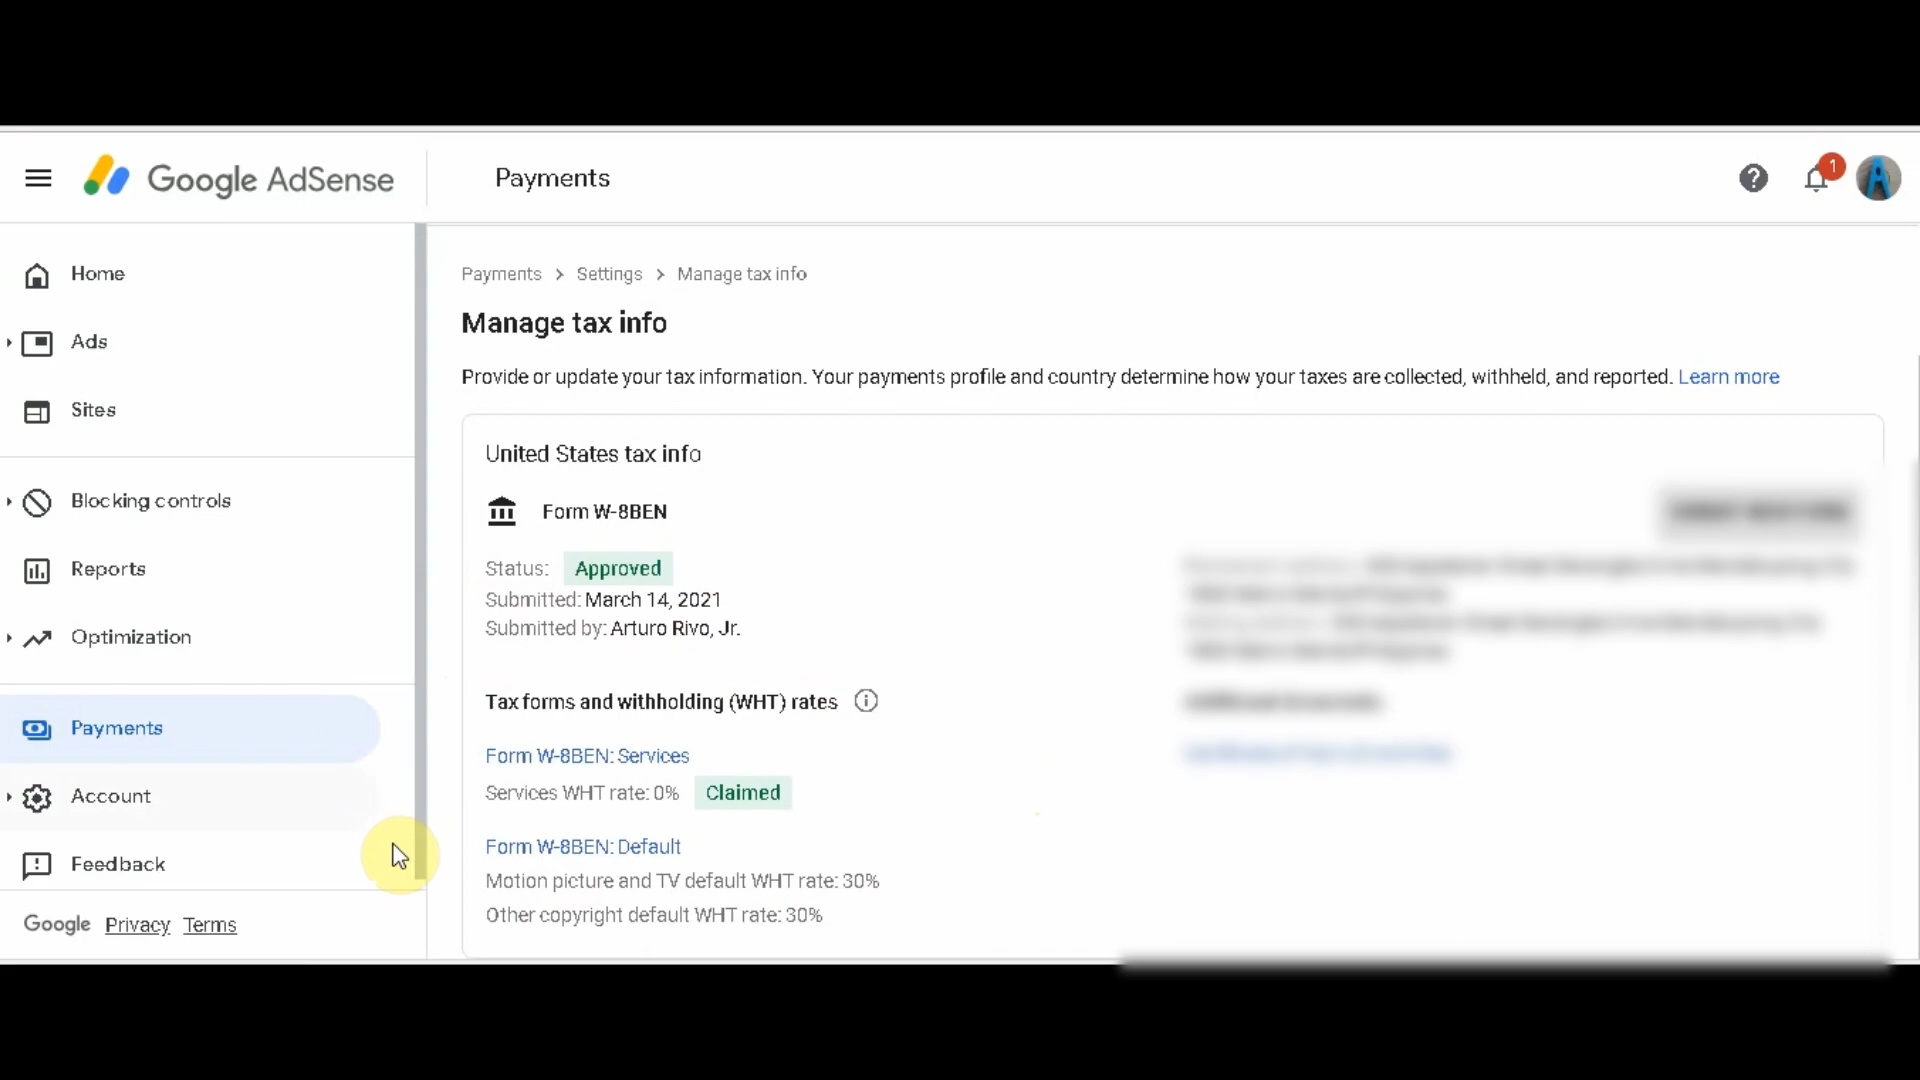 Google AdSense
Payments
1
Home
Ads
Sites
Blocking controls
Reports
Optimization
Payments
Account
Feedback
Google Privacy Terms
Payments > Settings > Manage tax info
Manage tax info
Provide or update your tax information. Your payments profile and country determine how your taxes are collected, withheld, and reported. Learn more
United States tax info
Form W-8BEN
Status: Approved
Submitted: March 14, 2021
Submitted by: Arturo Rivo, Jr.
Tax forms and withholding (WHT) rates
Form W-8BEN: Services
Services WHT rate: 0% Claimed
Form W-8BEN: Default
Motion picture and TV default WHT rate: 30%
Other copyright default WHT rate: 30%